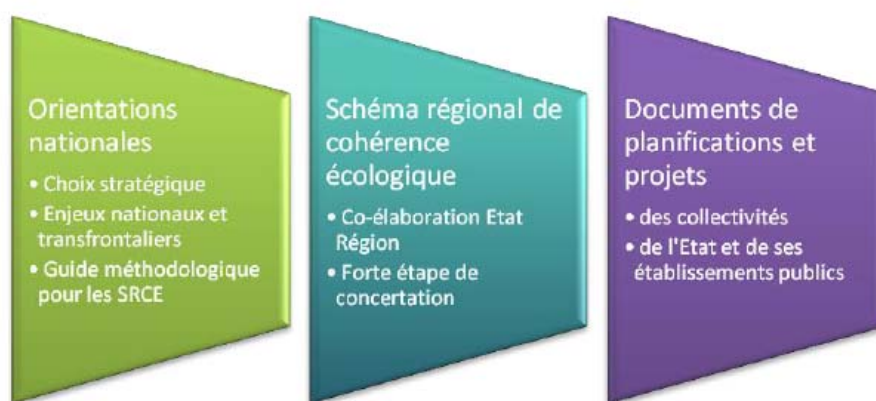 Orientations
nationales
• Choix stratégique
• Enjeux nationaux et
transfrontaliers
• Guide méthodologique
pour les SRCE
Schéma régional de
cohérence
écologique
• Co-élaboration Etat
Région
• Forte étape de
concertation
Documents de
planifications et
projets
• des collectivités
• de l'Etat et de ses
établissements publics